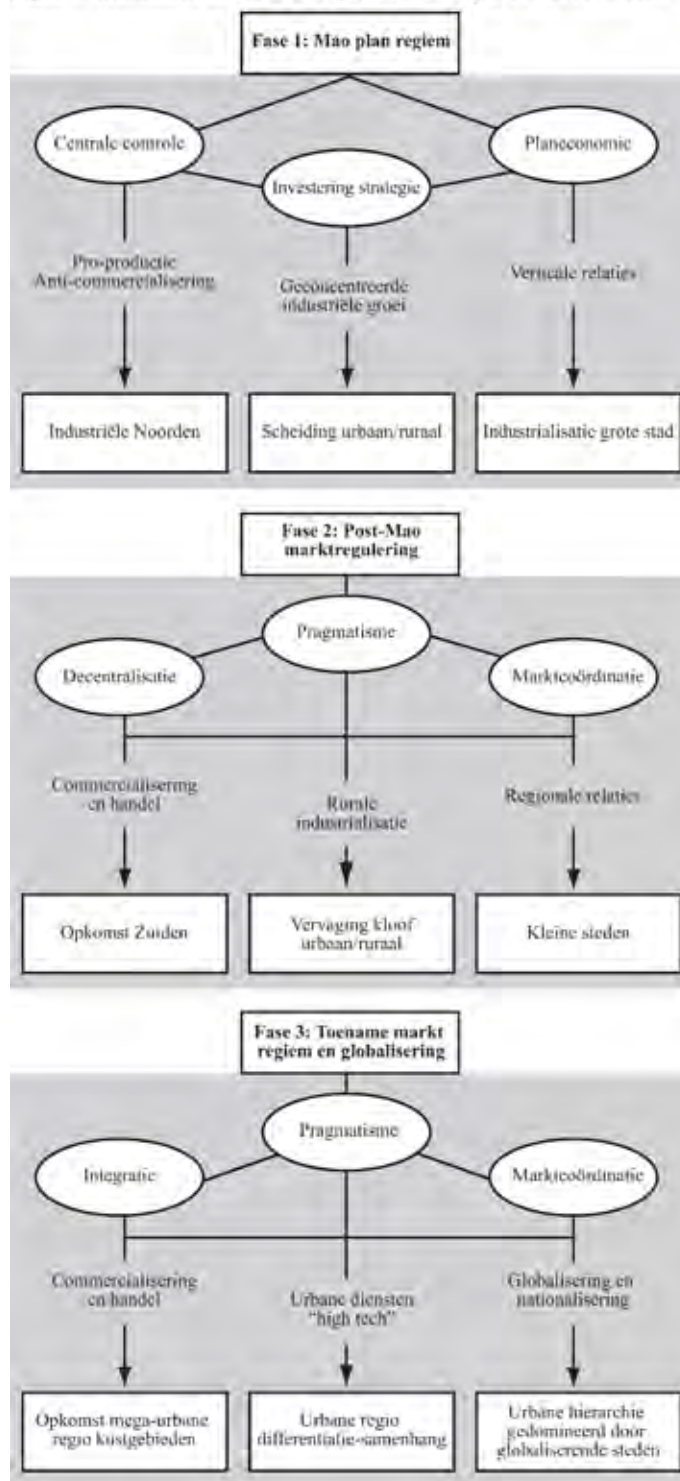 Fase 1: Mao plan regiem
Centrale controle
Planeconomie
Investering strategie
Pro-productie
Anti-commercialisering
Geconcentreerde
industriële groei
Verticale relaties
Industriële Noorden
Scheiding urbaan/ruraal
Industrialisatie grote stad
Fase 2: Post-Mao
marktregulering
Pragmatisme
Decentralisatie
Marktcoördinatie
Commercialisering
en handel
Rurale
industrialisatie
Regionale relaties
Opkomst Zuiden
Vervaging kloof
urbaan/ruraal
Kleine steden
Fase 3: Toename markt
regiem en globalisering
Pragmatisme
Integratie
Marktcoördinatie
Commercialisering
en handel
Urbane diensten
“high tech”
Globalisering en
nationalisering
Opkomst mega-urbane
regio kustgebieden
Urbane regio
differentiatie-samenhang
Urbane hierarchie
gedomineerd door
globaliserende steden